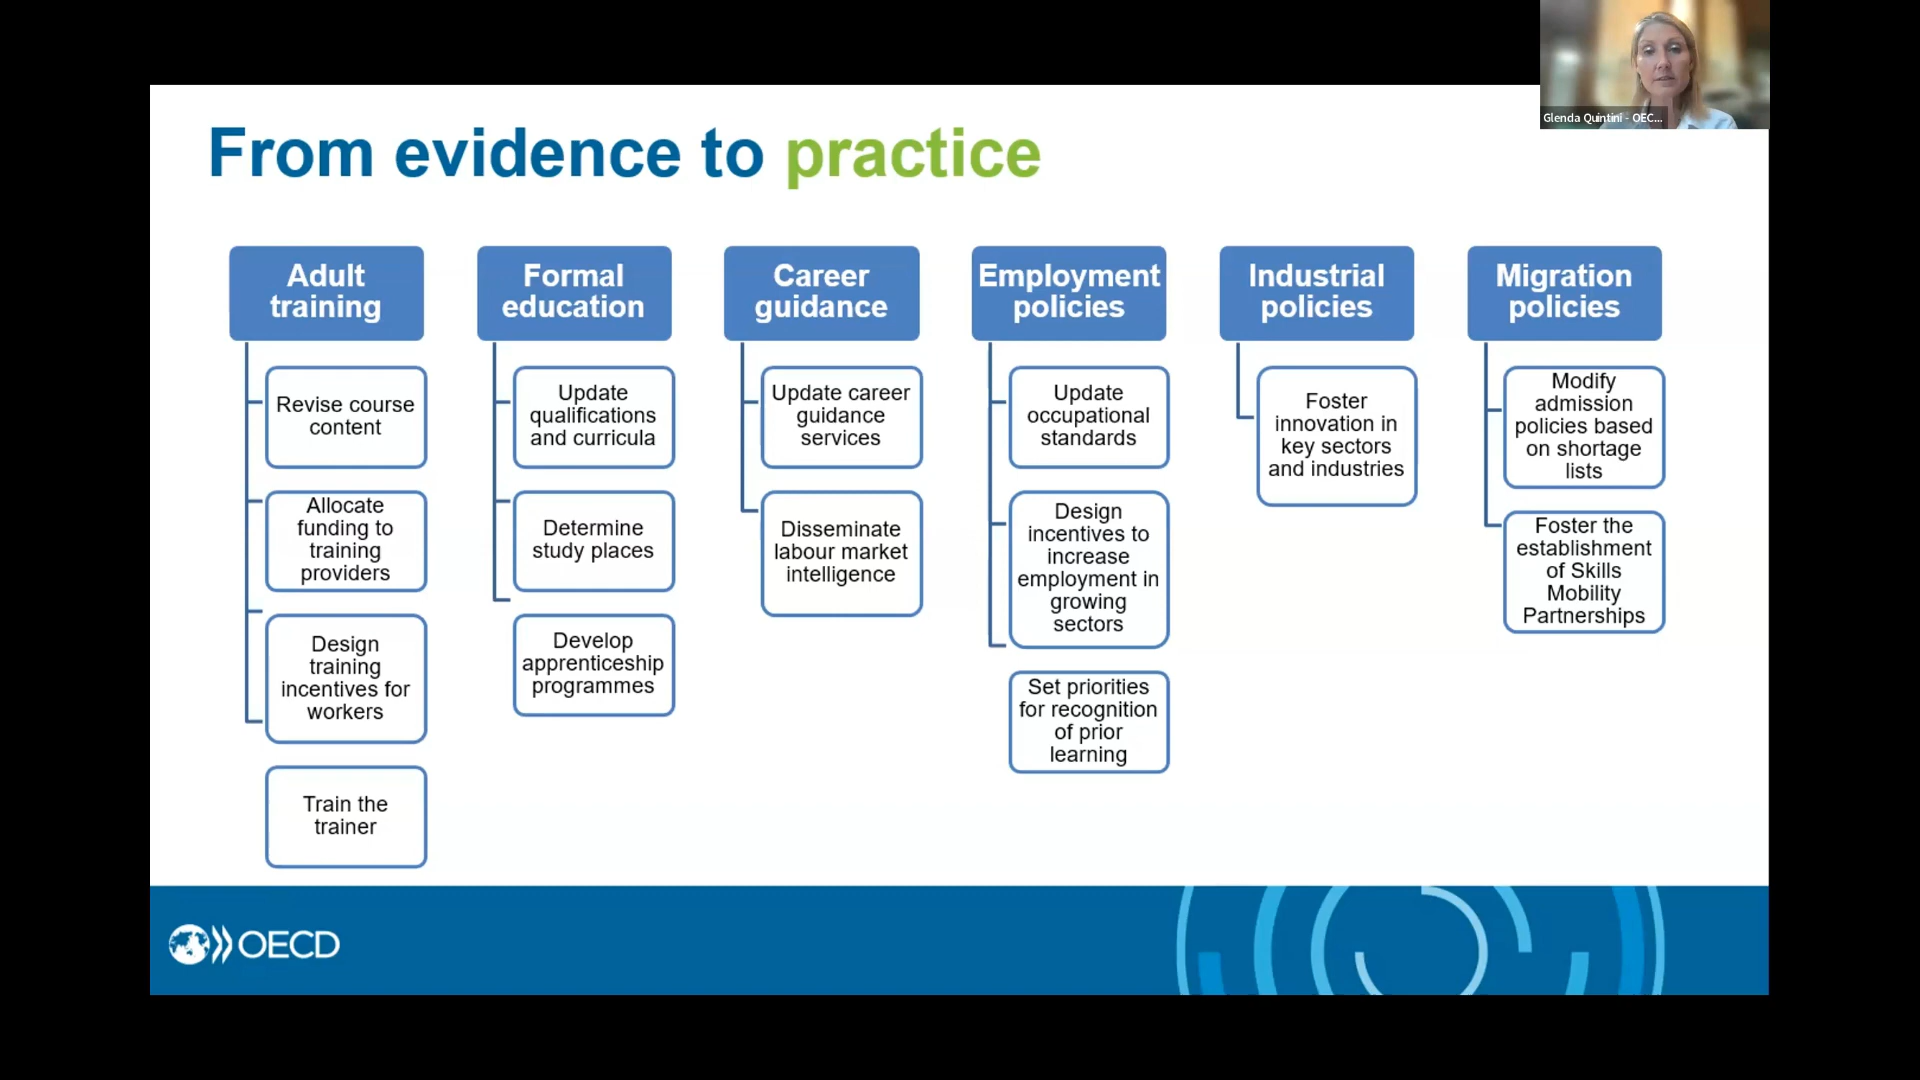 Glenda Quintini - OEC...
From evidence to practice
Adult
training
Revise course
content
Allocate
funding to
training
providers
Design
training
incentives for
workers
Train the
trainer
Formal
education
Update
qualifications
and curricula
Determine
study places
Develop
apprenticeship
programmes
Career
guidance
Update career
guidance
services
Disseminate
labour market
intelligence
Employment
policies
Update
occupational
standards
Design
incentives to
increase
employment in
growing
sectors
Set priorities
for recognition
of prior
learning
Industrial
policies
Foster
innovation in
key sectors
and industries
Migration
policies
Modify
admission
policies based
on shortage
lists
Foster the
establishment
of Skills
Mobility
Partnerships
OECD